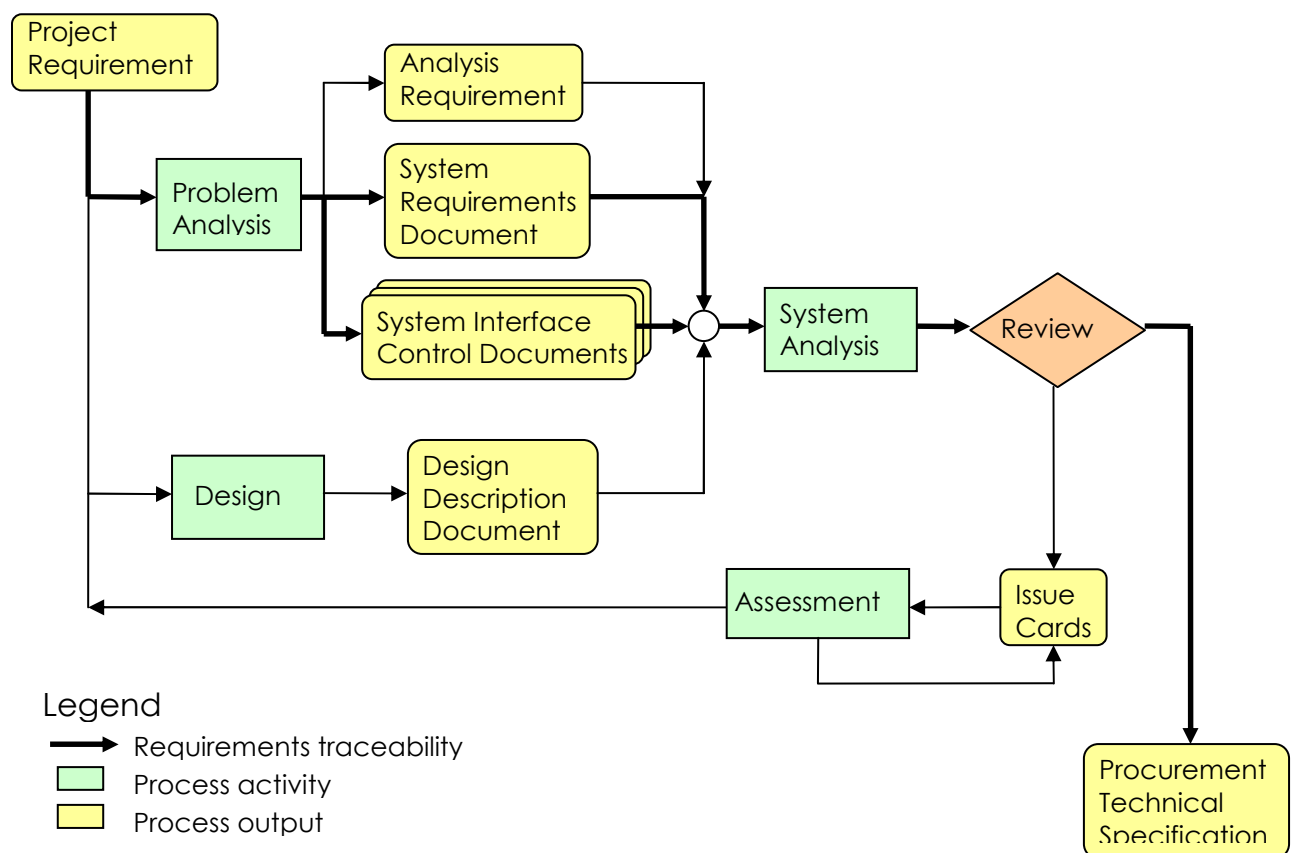 Project
Requirement
Analysis
Requirement
System
Requirements
Document
Problem
Analysis
System Interface
Control Documents
System
Analysis
Review
Design
Design
Description
Document
Assessment
Issue
Cards
Legend
Requirements traceability
Process activity
Process output
Procurement
Technical
Specification